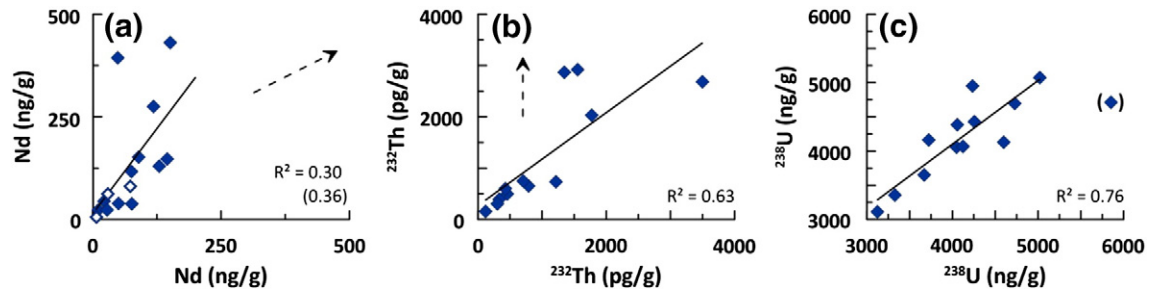 (a)
500
250
0
Nd (ng/g)
R² = 0.30
(0.36)
0
250
500
Nd (ng/g)
(b)
4000
2000
0
²³²Th (pg/g)
R² = 0.63
0
2000
4000
²³²Th (pg/g)
(c)
6000
5000
4000
3000
²³⁸U (ng/g)
( )
R² = 0.76
3000
4000
5000
6000
²³⁸U (ng/g)